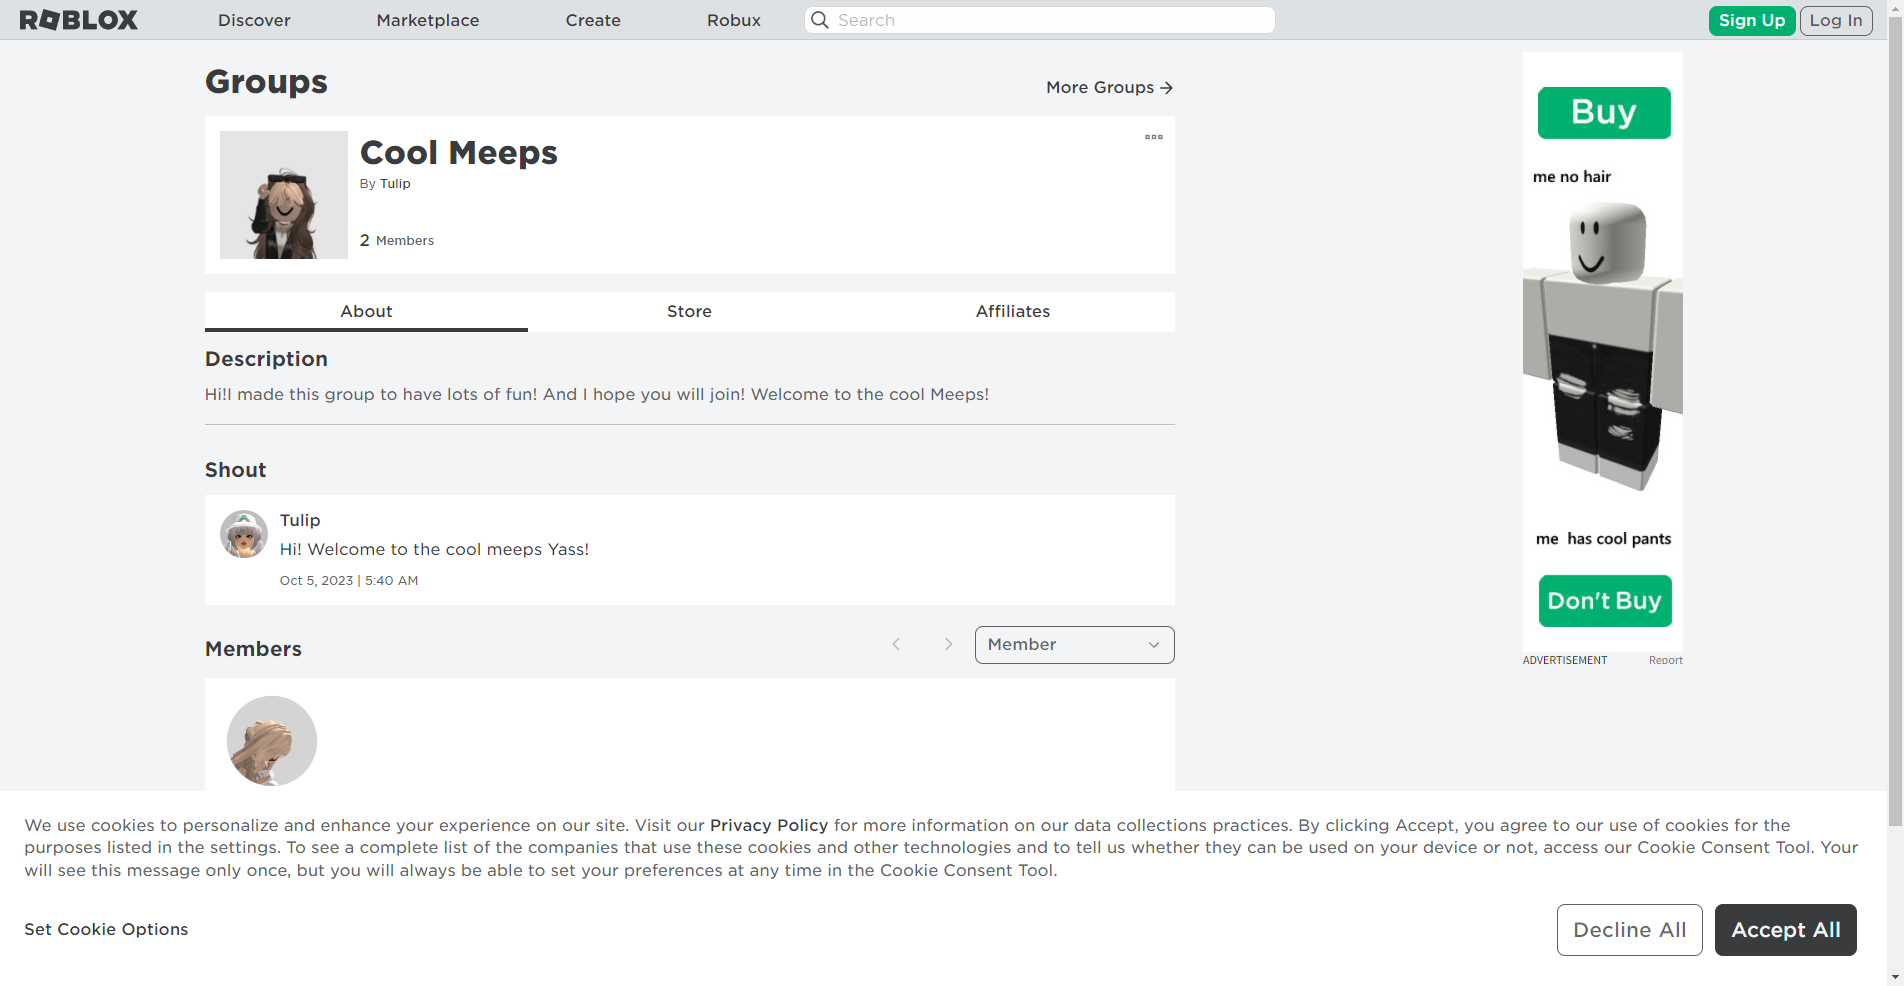 ROBLOX
Discover
Marketplace
Create
Robux
Search
Sign Up
Log In
Groups
More Groups
Cool Meeps
By Tulip
2 Members
About
Store
Affiliates
Description
Hi!I made this group to have lots of fun! And I hope you will join! Welcome to the cool Meeps!
Shout
Tulip
Hi! Welcome to the cool meeps Yass!
Oct 5, 2023 | 5:40 AM
Members
Member
Buy
me no hair
me has cool pants
Don't Buy
ADVERTISEMENT
Report
We use cookies to personalize and enhance your experience on our site. Visit our Privacy Policy for more information on our data collections practices. By clicking Accept, you agree to our use of cookies for the
purposes listed in the settings. To see a complete list of the companies that use these cookies and other technologies and to tell us whether they can be used on your device or not, access our Cookie Consent Tool. Your
will see this message only once, but you will always be able to set your preferences at any time in the Cookie Consent Tool.
Set Cookie Options
Decline All
Accept All